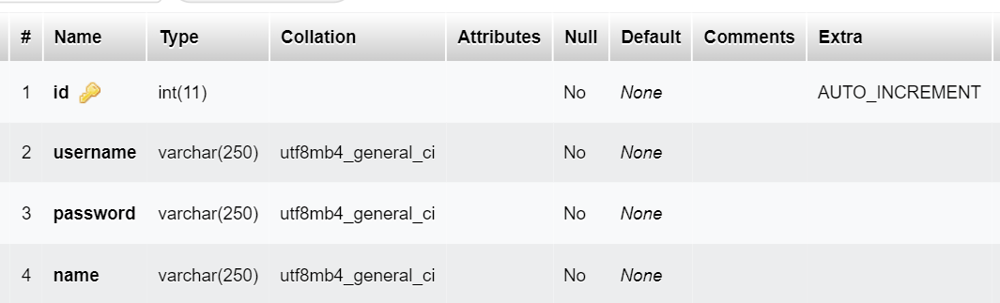 # Name Type Collation Attributes Null Default Comments Extra
1 id int(11) No None AUTO_INCREMENT
2 username varchar(250) utf8mb4_general_ci No None
3 password varchar(250) utf8mb4_general_ci No None
4 name varchar(250) utf8mb4_general_ci No None